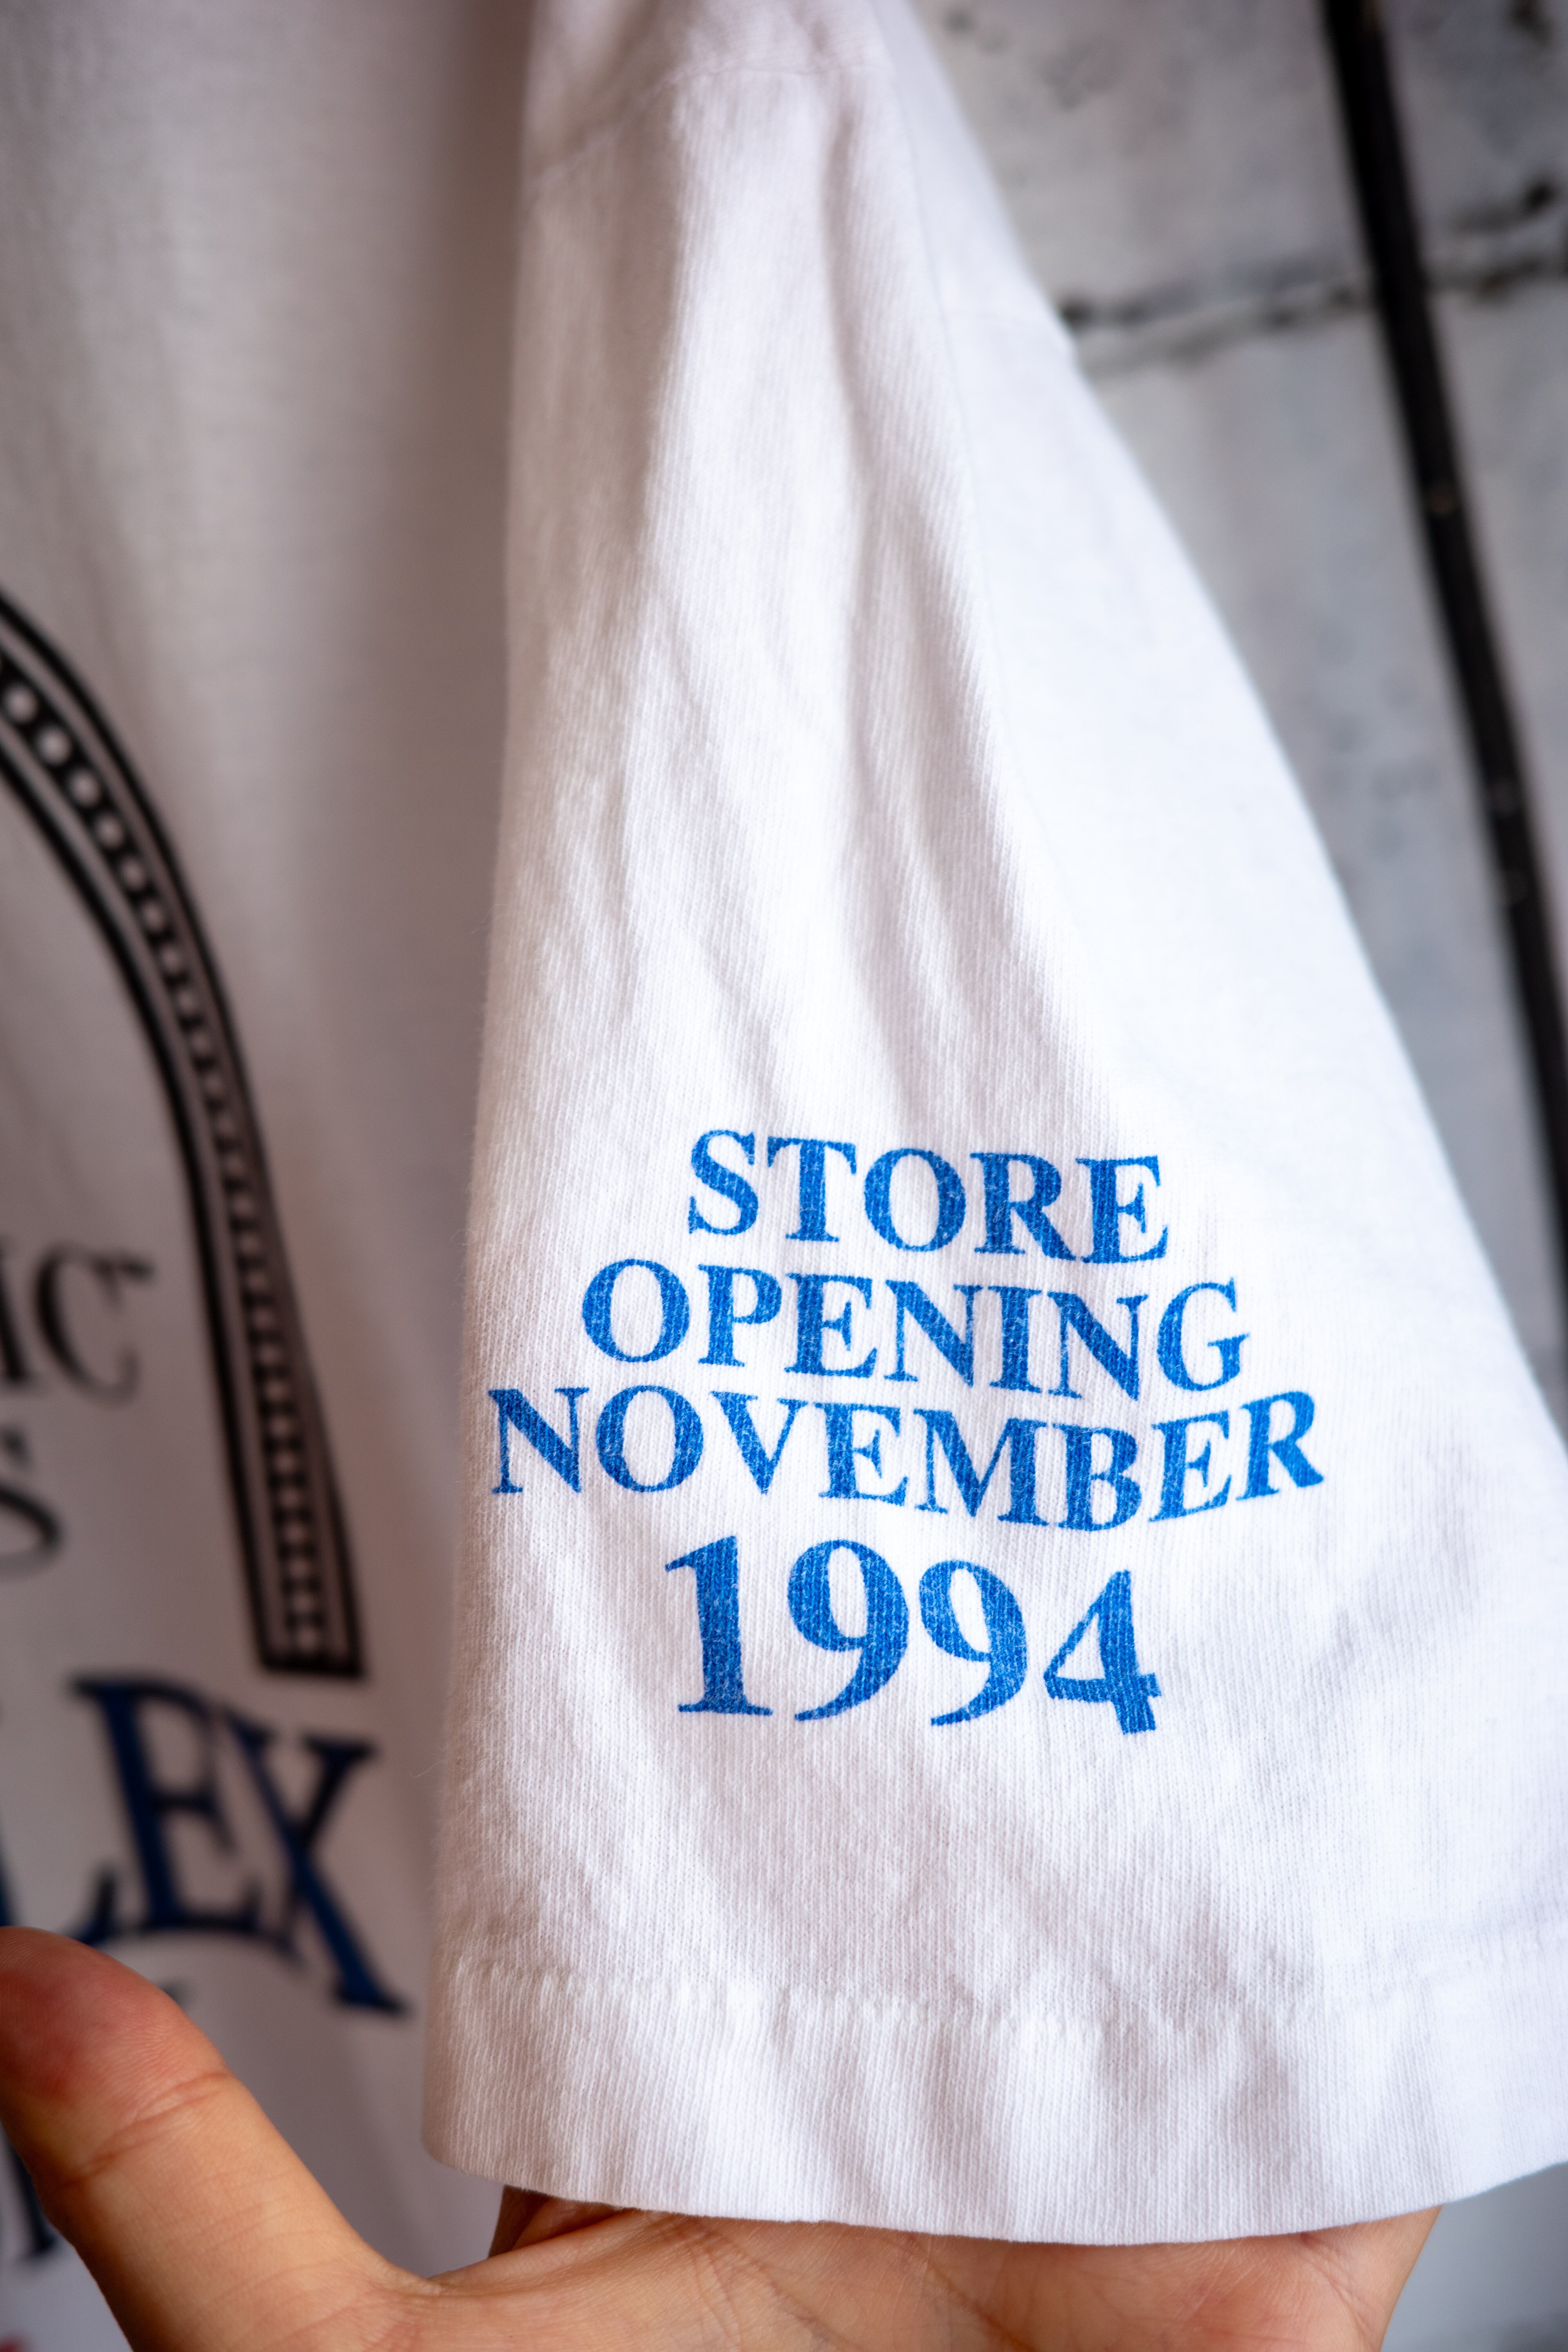 STORE
OPENING
NOVEMBER
1994